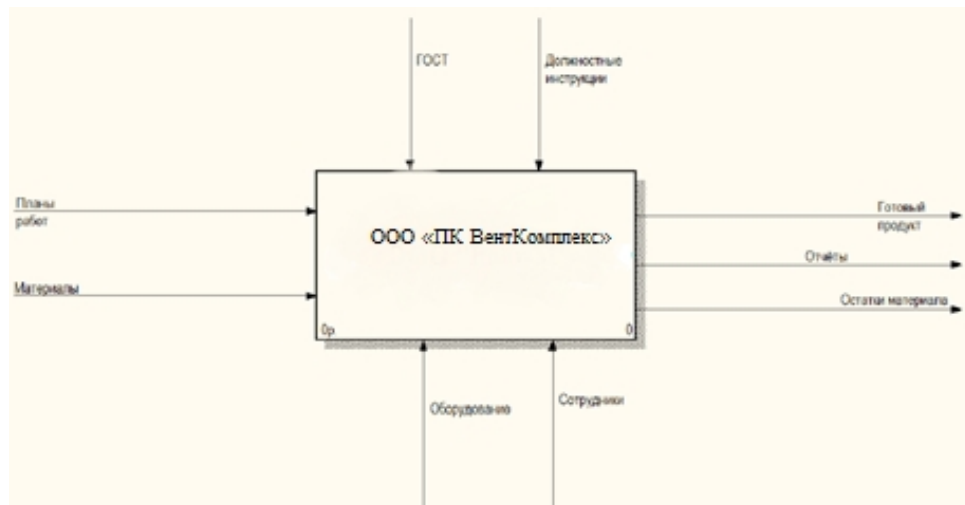 ГОСТ
Должностные
инструкции
Планы
работ
Материалы
ООО «ПК ВентКомплекс»
Готовый
продукт
Отчёты
Остатки материала
0р
0
Оборудование
Сотрудники